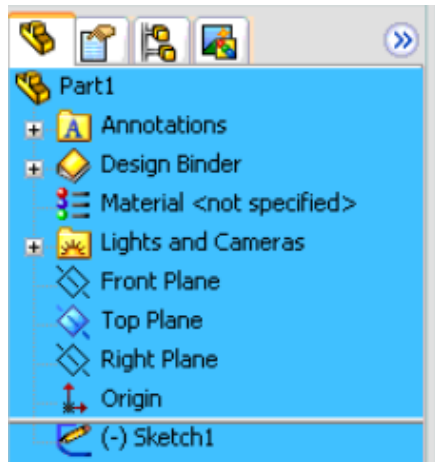 Part1
Annotations
Design Binder
Material <not specified>
Lights and Cameras
Front Plane
Top Plane
Right Plane
Origin
(-) Sketch1